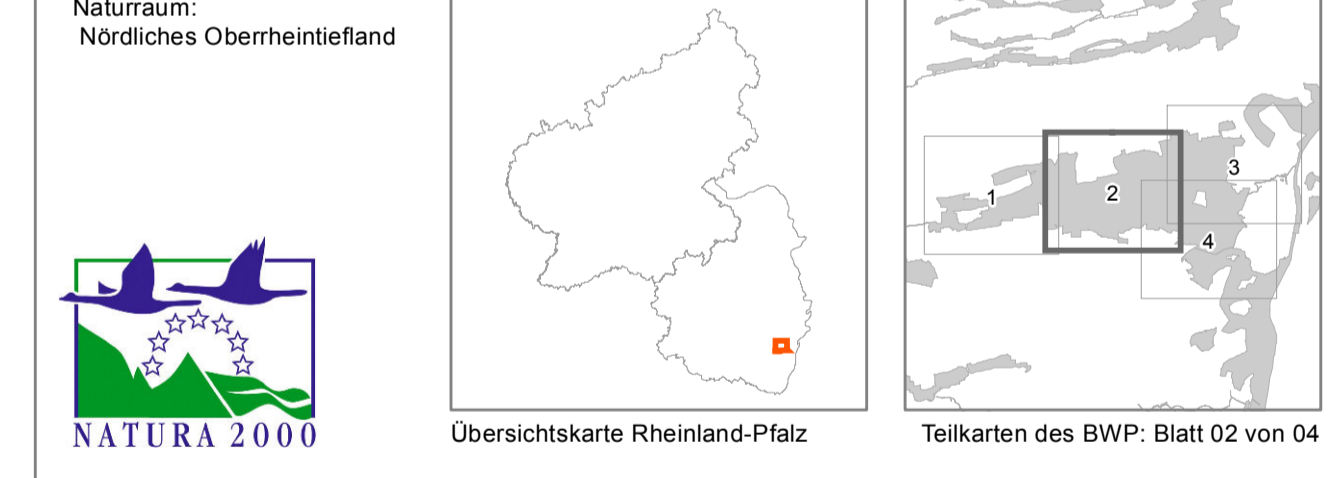 Naturraum:
Nördliches Oberrheintiefland
NATURA 2000
Übersichtskarte Rheinland-Pfalz
1
2
3
4
Teilkarten des BWP: Blatt 02 von 04